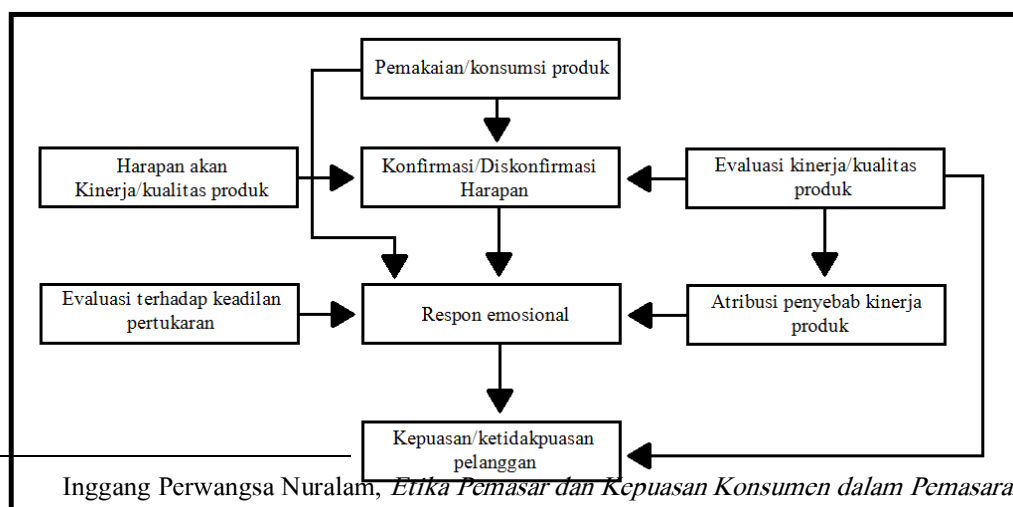 Pemakaian/konsumsi produk
Harapan akan
Kinerja/kualitas produk
Konfirmasi/Diskonfirmasi
Harapan
Evaluasi kinerja/kualitas
produk
Evaluasi terhadap keadilan
pertukaran
Respon emosional
Atribusi penyebab kinerja
produk
Kepuasan/ketidakpuasan
pelanggan
Inggang Perwangsa Nuralam, Etika Pemasar dan Kepuasan Konsumen dalam Pemasara